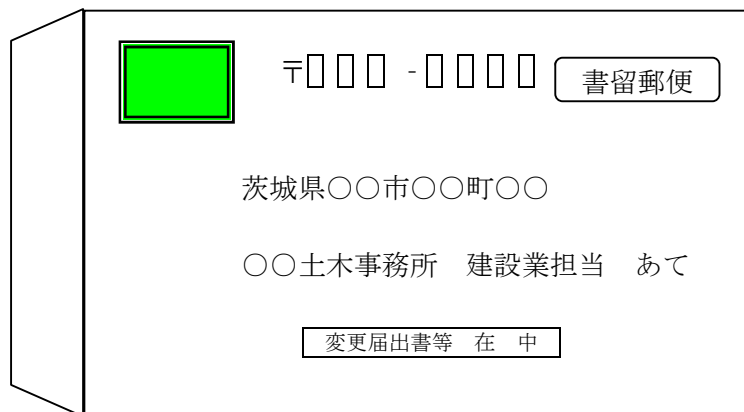 〒□□□-□□□□ 書留郵便
茨城県○○市○○町○○
○○土木事務所 建設業担当 あて
変更届出書等 在 中